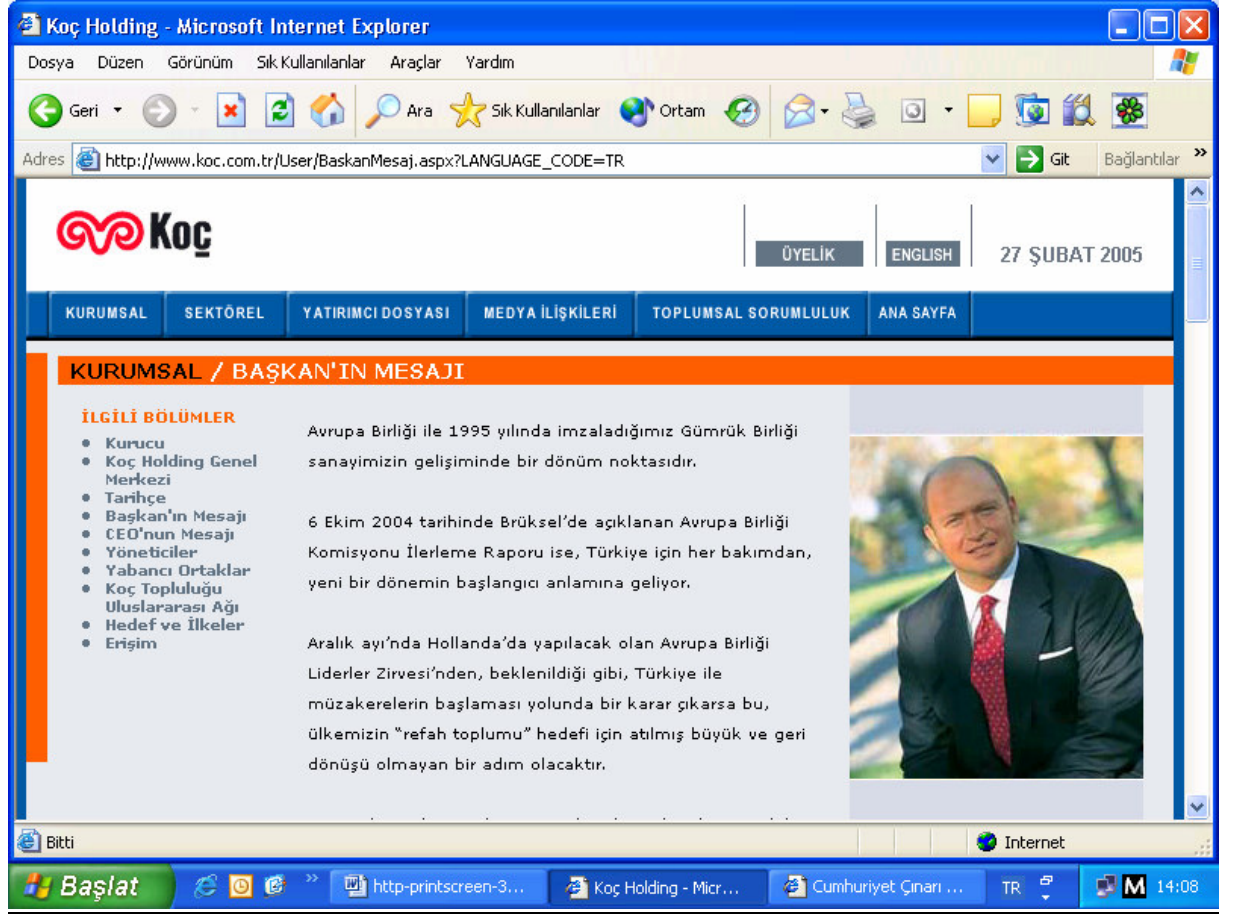 Koç Holding - Microsoft Internet Explorer
Dosya Düzen Görünüm Sık Kullanılanlar Araçlar Yardım
Geri Ara Sık Kullanılanlar Ortam
Adres http://www.koc.com.tr/User/BaskanMesaj.aspx?LANGUAGE_CODE=TR Git Bağlantılar »
Koç
ÜYELİK ENGLISH 27 ŞUBAT 2005
KURUMSAL SEKTÖREL YATIRIMCI DOSYASI MEDYA İLİŞKİLERİ TOPLUMSAL SORUMLULUK ANA SAYFA
KURUMSAL / BAŞKAN'IN MESAJI
İLGİLİ BÖLÜMLER
• Kurucu
• Koç Holding Genel
Merkezi
• Tarihçe
• Başkan'ın Mesajı
• CEO'nun Mesajı
• Yöneticiler
• Yabancı Ortaklar
• Koç Topluluğu
Uluslararası Ağı
• Hedef ve İlkeler
• Erişim
Avrupa Birliği ile 1995 yılında imzaladığımız Gümrük Birliği
sanayimizin gelişiminde bir dönüm noktasıdır.
6 Ekim 2004 tarihinde Brüksel’de açıklanan Avrupa Birliği
Komisyonu İlerleme Raporu ise, Türkiye için her bakımdan,
yeni bir dönemin başlangıcı anlamına geliyor.
Aralık ayı’nda Hollanda’da yapılacak olan Avrupa Birliği
Liderler Zirvesi’nden, beklenildiği gibi, Türkiye ile
müzakerelerin başlaması yolunda bir karar çıkarsa bu,
ülkemizin “refah toplumu” hedefi için atılmış büyük ve geri
dönüşü olmayan bir adım olacaktır.
Bitti Internet
Başlat » http-printscreen-3... Koç Holding - Micr... Cumhuriyet Çınarı ... TR M 14:08